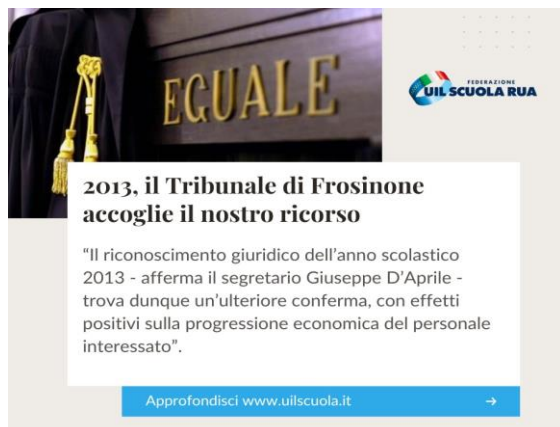 EGUALE
FEDERAZIONE
UIL SCUOLA RUA
2013, il Tribunale di Frosinone
accoglie il nostro ricorso
“Il riconoscimento giuridico dell’anno scolastico
2013 - afferma il segretario Giuseppe D’Aprile -
trova dunque un’ulteriore conferma, con effetti
positivi sulla progressione economica del personale
interessato”.
Approfondisci www.uilscuola.it →